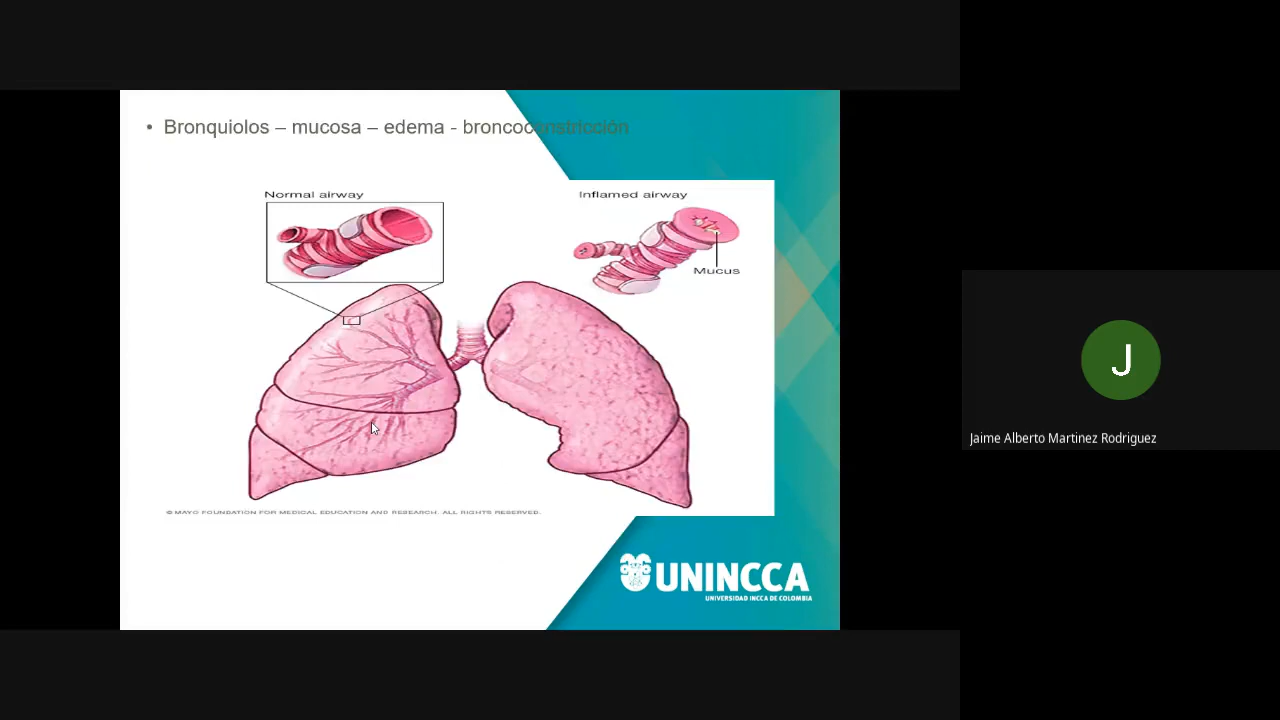 • Bronquiolos – mucosa – edema - broncoconstricción
Normal airway
Inflamed airway
Mucus
© MAYO FOUNDATION FOR MEDICAL EDUCATION AND RESEARCH. ALL RIGHTS RESERVED.
UNINCCA
UNIVERSIDAD INCCA DE COLOMBIA
J
Jaime Alberto Martinez Rodriguez